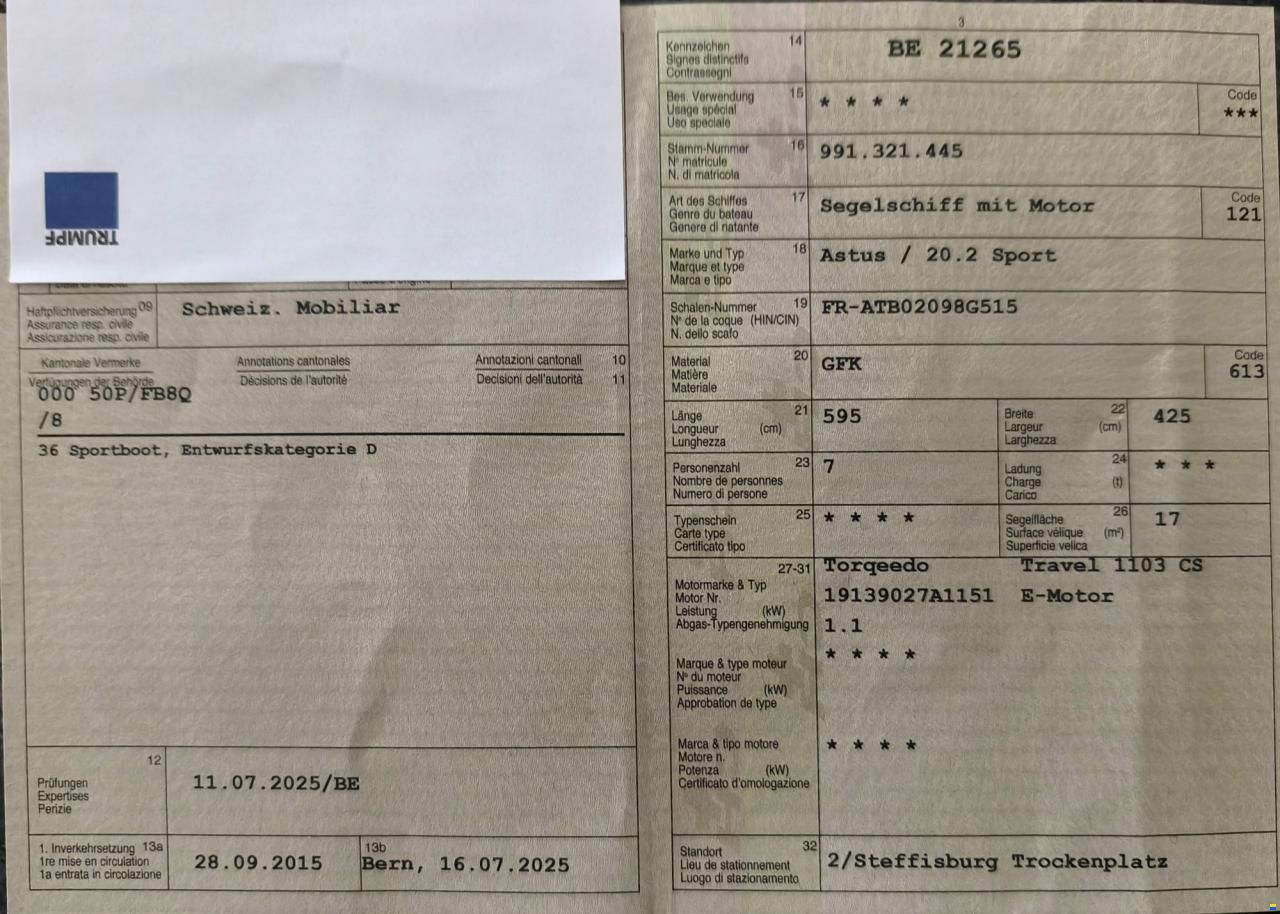 TRUMPF
Haftpflichtversicherung 09
Assurance resp. civile
Assicurazione resp. civile
Schweiz. Mobiliar
Kantonale Vermerke Annotations cantonales Annotazioni cantonali 10
Verfügungen der Behörde Décisions de l'autorité Decisioni dell'autorità 11
000 50P/FB8Q
/8
36 Sportboot, Entwurfskategorie D
12
Prüfungen
Expertises
Perizie
11.07.2025/BE
1. Inverkehrsetzung 13a
1re mise en circulation
1a entrata in circolazione
28.09.2015
13b
Bern, 16.07.2025
3
Kennzeichen 14
Signes distinctifs
Contrassegni
BE 21265
Bes. Verwendung 15
Usage spécial
Uso speciale
* * * *
Code
***
Stamm-Nummer 16
N° matricule
N. di matricola
991.321.445
Art des Schiffes 17
Genre du bateau
Genere di natante
Segelschiff mit Motor
Code
121
Marke und Typ 18
Marque et type
Marca e tipo
Astus / 20.2 Sport
Schalen-Nummer 19
N° de la coque (HIN/CIN)
N. dello scafo
FR-ATB02098G515
Material 20
Matière
Materiale
GFK
Code
613
Länge 21
Longueur (cm)
Lunghezza
595
Breite 22
Largeur (cm)
Larghezza
425
Personenzahl 23
Nombre de personnes
Numero di persone
7
Ladung 24
Charge (t)
Carico
* * *
Typenschein 25
Carte type
Certificato tipo
* * * *
Segelfläche 26
Surface vélique (m²)
Superficie velica
17
27-31
Motormarke & Typ
Motor Nr.
Leistung (kW)
Abgas-Typengenehmigung
Torqeedo Travel 1103 CS
19139027A1151 E-Motor
1.1
* * * *
Marque & type moteur
N° du moteur
Puissance (kW)
Approbation de type
Marca & tipo motore
Motore n.
Potenza (kW)
Certificato d'omologazione
* * * *
Standort 32
Lieu de stationnement
Luogo di stazionamento
2/Steffisburg Trockenplatz